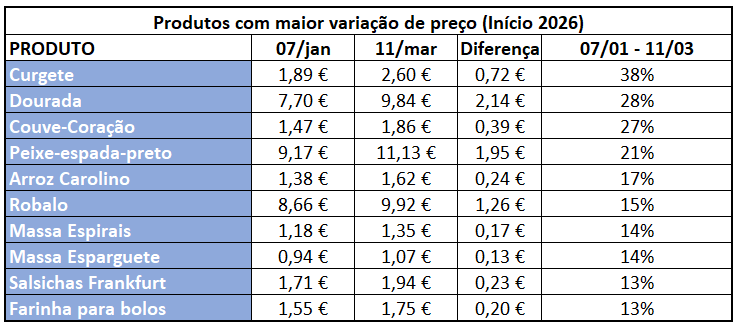 Produtos com maior variação de preço (Início 2026)
PRODUTO 07/jan 11/mar Diferença 07/01 - 11/03
Curgete 1,89 € 2,60 € 0,72 € 38%
Dourada 7,70 € 9,84 € 2,14 € 28%
Couve-Coração 1,47 € 1,86 € 0,39 € 27%
Peixe-espada-preto 9,17 € 11,13 € 1,95 € 21%
Arroz Carolino 1,38 € 1,62 € 0,24 € 17%
Robalo 8,66 € 9,92 € 1,26 € 15%
Massa Espirais 1,18 € 1,35 € 0,17 € 14%
Massa Esparguete 0,94 € 1,07 € 0,13 € 14%
Salsichas Frankfurt 1,71 € 1,94 € 0,23 € 13%
Farinha para bolos 1,55 € 1,75 € 0,20 € 13%